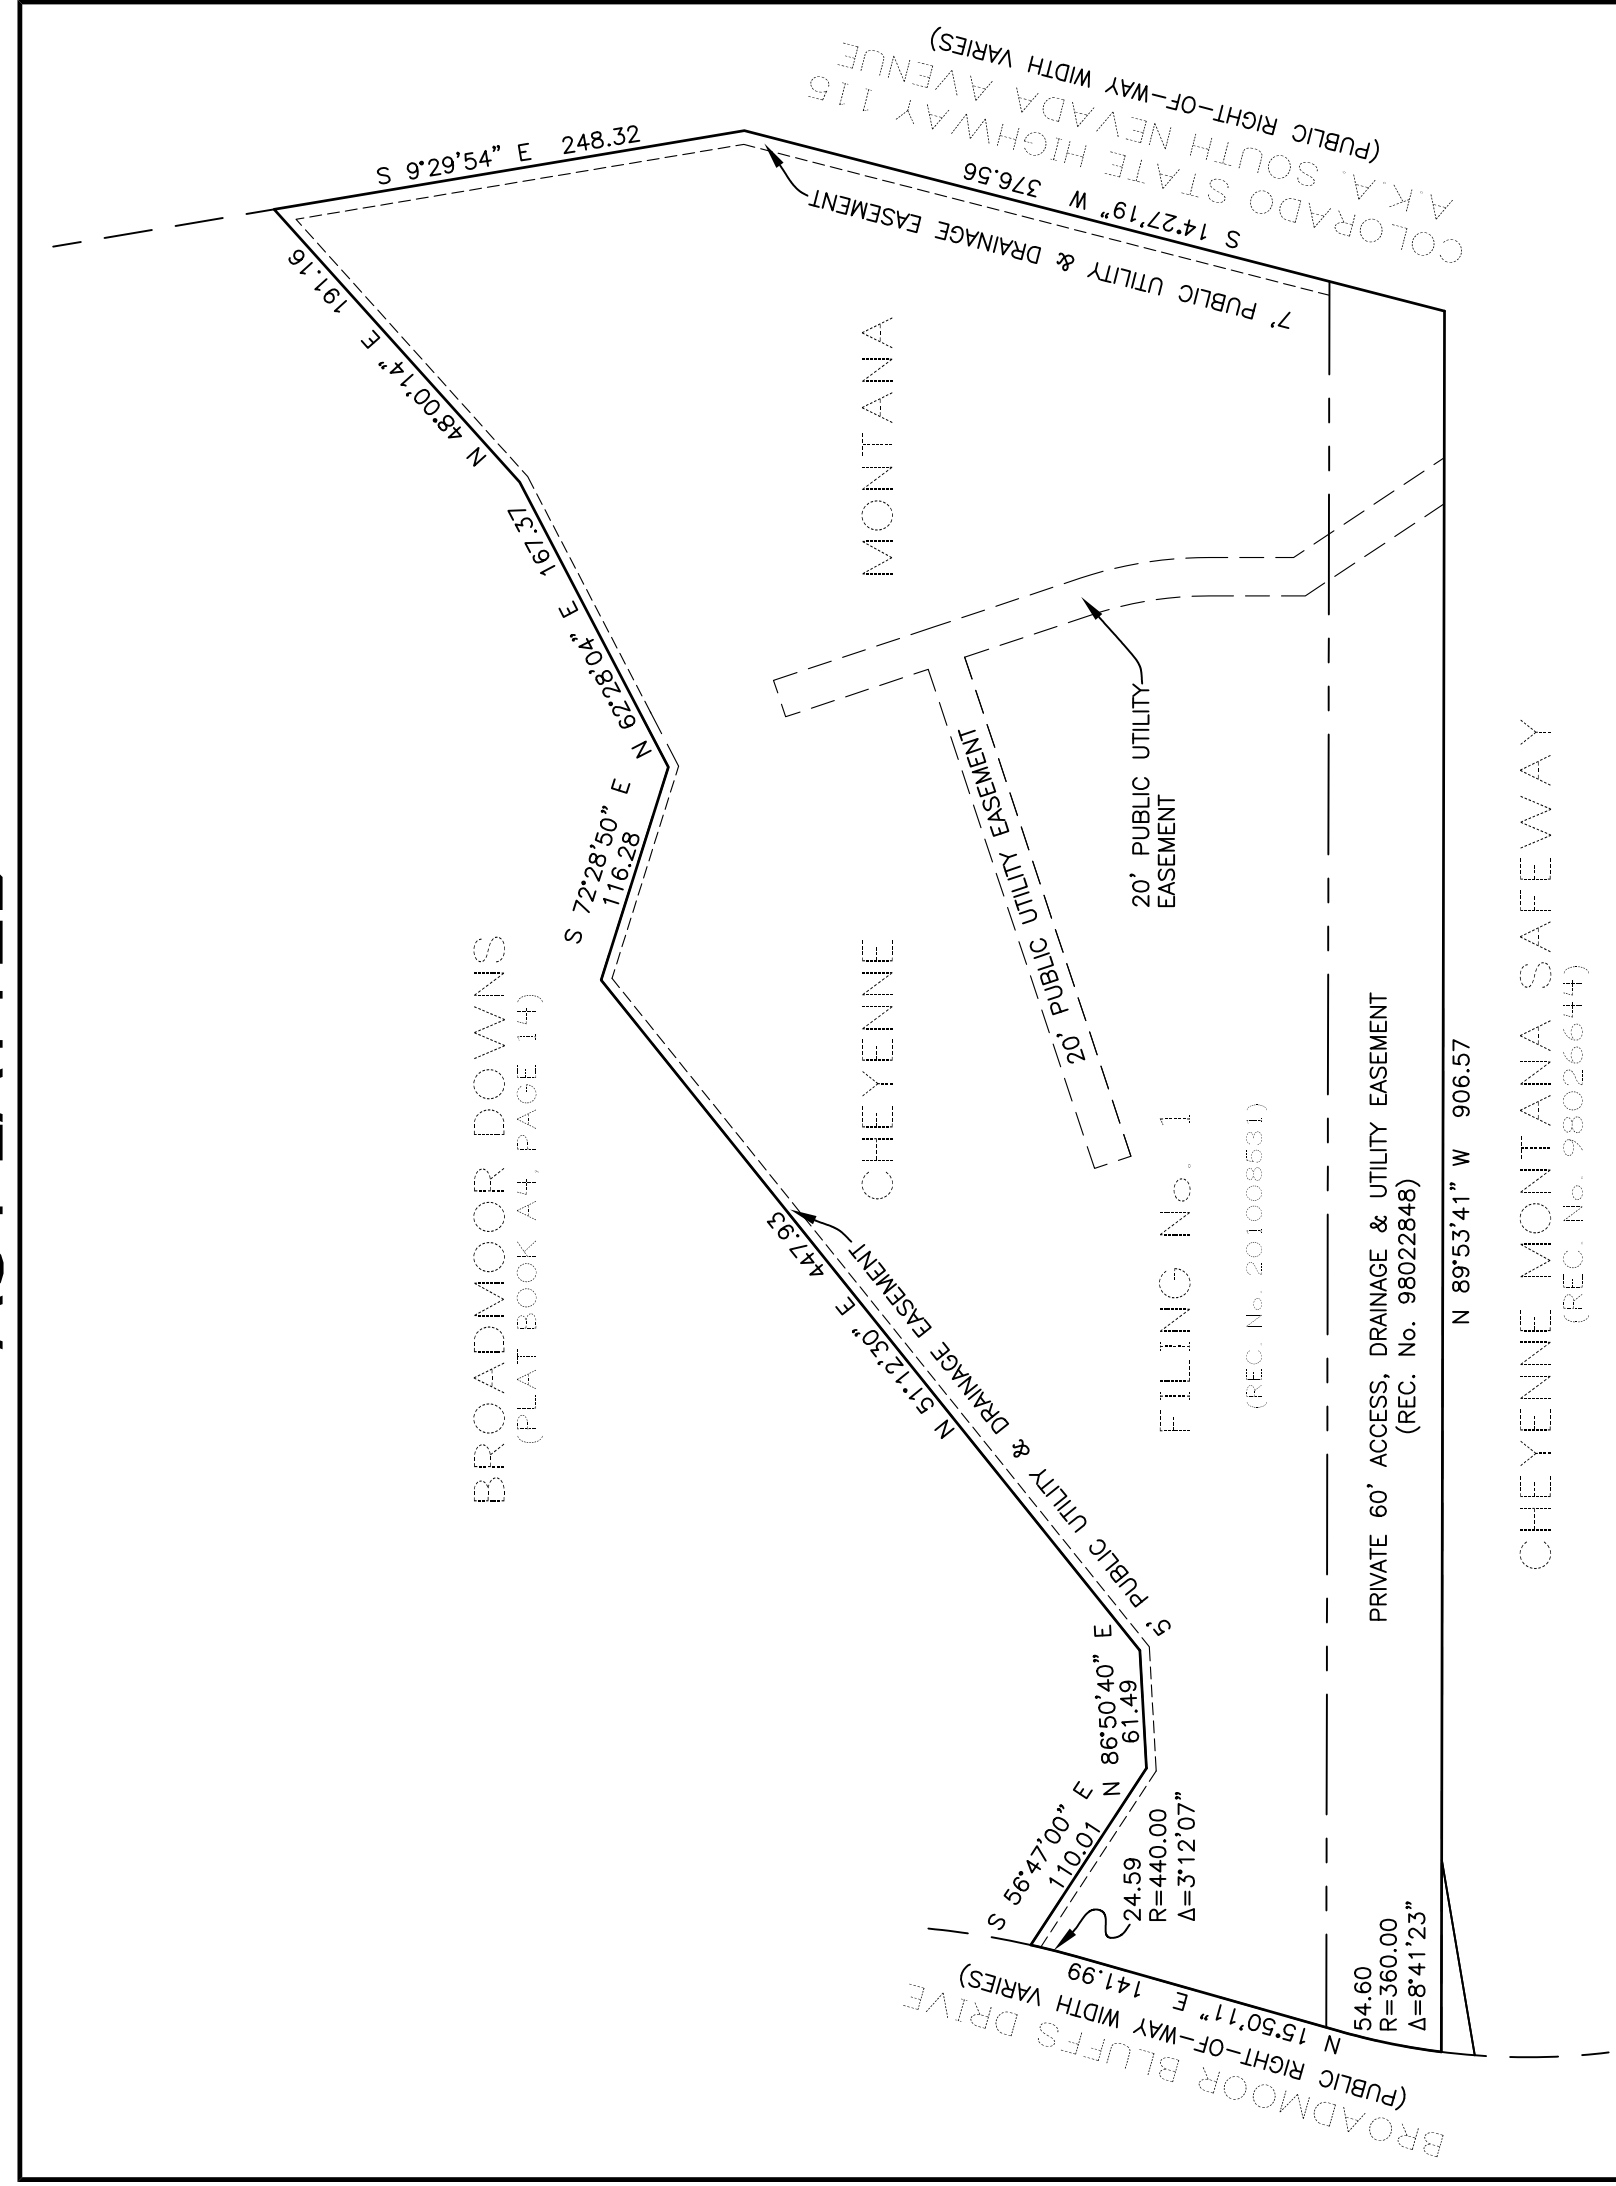 BROADMOOR DOWNS
(PLAT BOOK A4, PAGE 14)
S 9°29'54" E 248.32
N 48°00'14" E 191.16
N 62°28'04" E 167.37
S 72°28'50" E
116.28
N 51°12'30" E 447.93
N 86°50'40" E
61.49
S 56°47'00" E
110.01
24.59
R=440.00
Δ=3°12'07"
N 15°50'11" E 141.99
(PUBLIC RIGHT-OF-WAY WIDTH VARIES)
BROADMOOR BLUFFS DRIVE
54.60
R=360.00
Δ=8°41'23"
5' PUBLIC UTILITY & DRAINAGE EASEMENT
CHEYENNE MONTANA
FILING No. 1
(REC. No. 201008531)
20' PUBLIC UTILITY EASEMENT
20' PUBLIC UTILITY
EASEMENT
7' PUBLIC UTILITY & DRAINAGE EASEMENT
S 14°27'19" W 376.56
COLORADO STATE HIGHWAY 115
A.K.A. SOUTH NEVADA AVENUE
(PUBLIC RIGHT-OF-WAY WIDTH VARIES)
PRIVATE 60' ACCESS, DRAINAGE & UTILITY EASEMENT
(REC. No. 98022848)
N 89°53'41" W 906.57
CHEYENNE MONTANA SAFEWAY
(REC. No. 98026644)